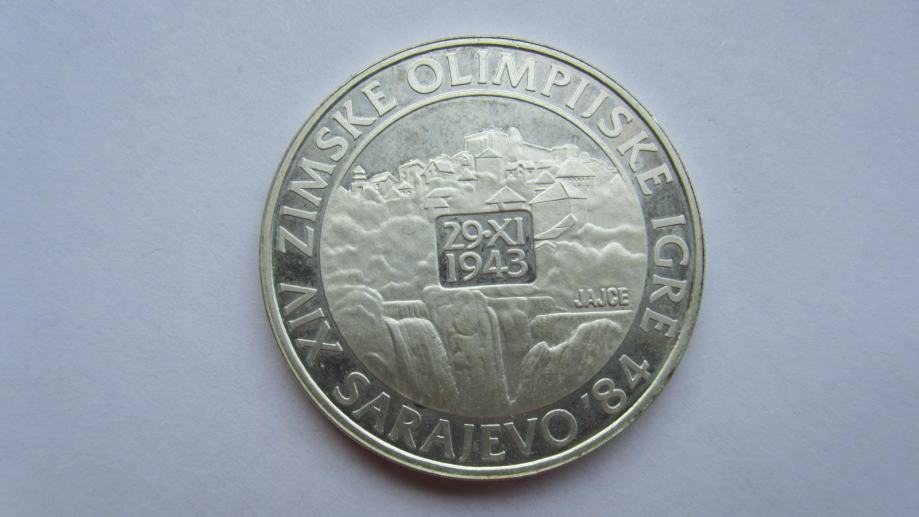 XIV ZIMSKE OLIMPIJSKE IGRE
SARAJEVO '84
29·XI
1943
JAJCE